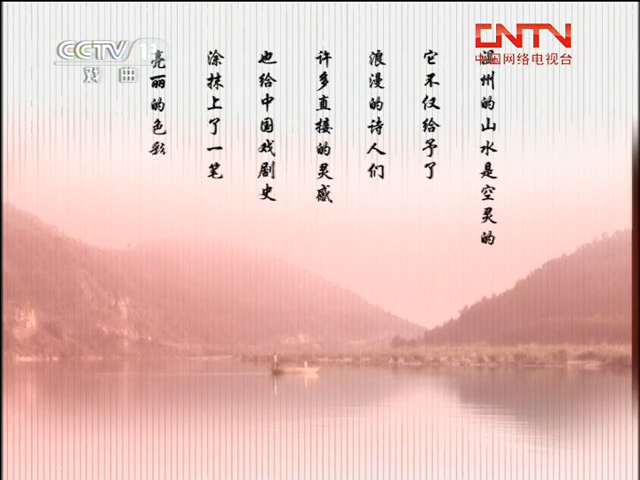 CCTV 11
戏曲
CNTV
中国网络电视台
温州的山水是空灵的
它不仅给予了
浪漫的诗人们
许多直接的灵感
也给中国戏剧史
涂抹上了一笔
亮丽的色彩